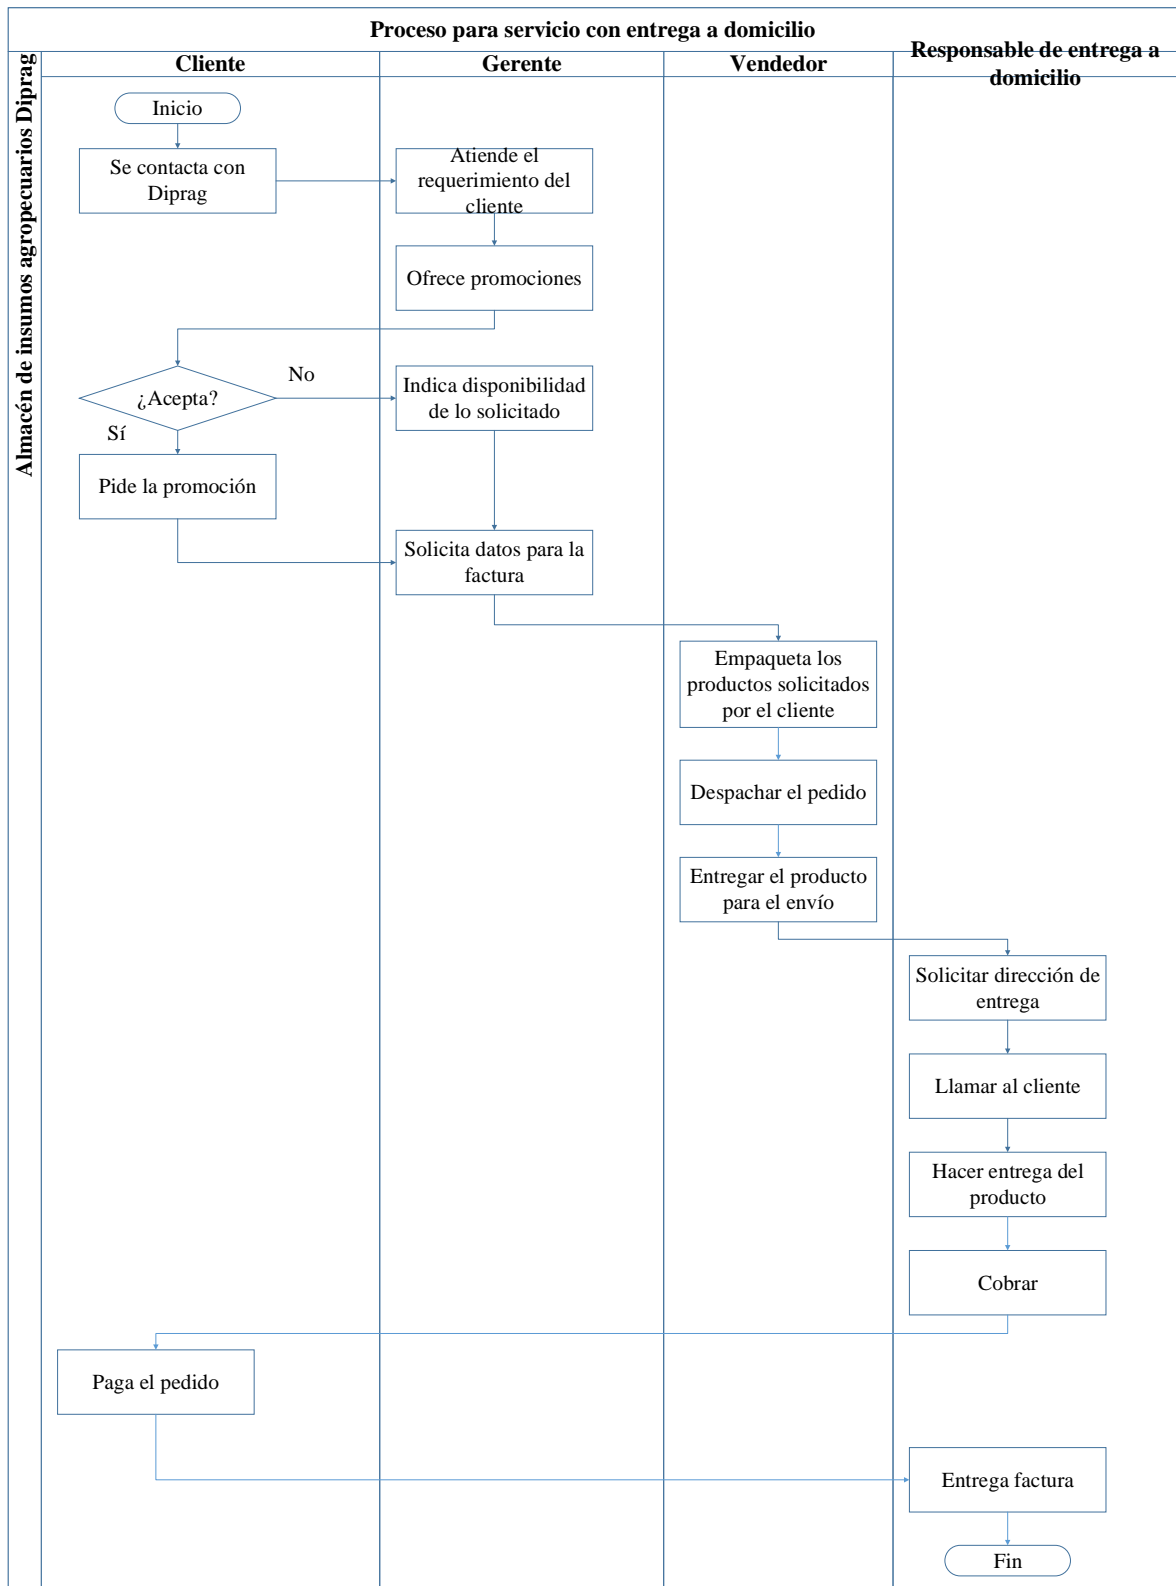 Proceso para servicio con entrega a domicilio
Almacén de insumos agropecuarios Diprag
Cliente
Gerente
Vendedor
Responsable de entrega a
domicilio
Inicio
Se contacta con
Diprag
Atiende el
requerimiento del
cliente
Ofrece promociones
¿Acepta?
No
Sí
Indica disponibilidad
de lo solicitado
Pide la promoción
Solicita datos para la
factura
Empaqueta los
productos solicitados
por el cliente
Despachar el pedido
Entregar el producto
para el envío
Solicitar dirección de
entrega
Llamar al cliente
Hacer entrega del
producto
Cobrar
Paga el pedido
Entrega factura
Fin